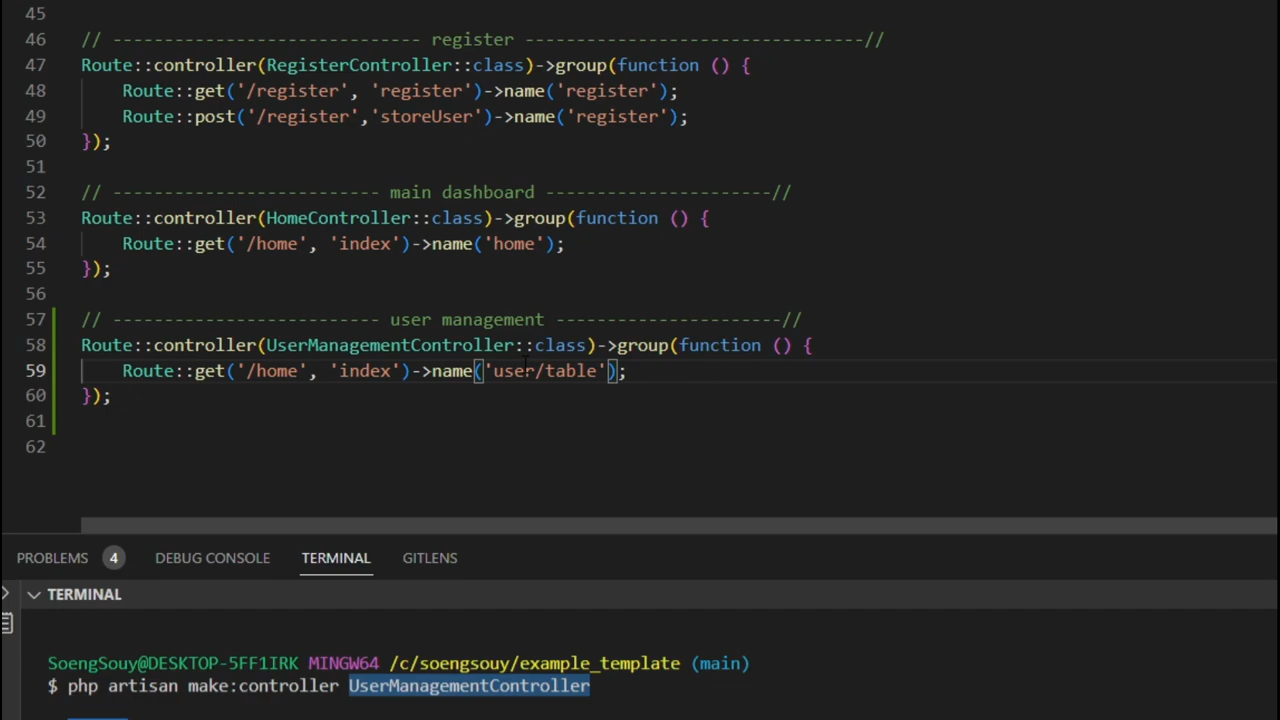 45
46 // ------------------------------ register ---------------------------------//
47 Route::controller(RegisterController::class)->group(function () {
48     Route::get('/register', 'register')->name('register');
49     Route::post('/register','storeUser')->name('register');
50 });
51
52 // -------------------------- main dashboard ----------------------//
53 Route::controller(HomeController::class)->group(function () {
54     Route::get('/home', 'index')->name('home');
55 });
56
57 // -------------------------- user management ----------------------//
58 Route::controller(UserManagementController::class)->group(function () {
59     Route::get('/home', 'index')->name('user/table');
60 });
61
62
PROBLEMS 4 DEBUG CONSOLE TERMINAL GITLENS
TERMINAL
SoengSouy@DESKTOP-5FF1IRK MINGW64 /c/soengsouy/example_template (main)
$ php artisan make:controller UserManagementController